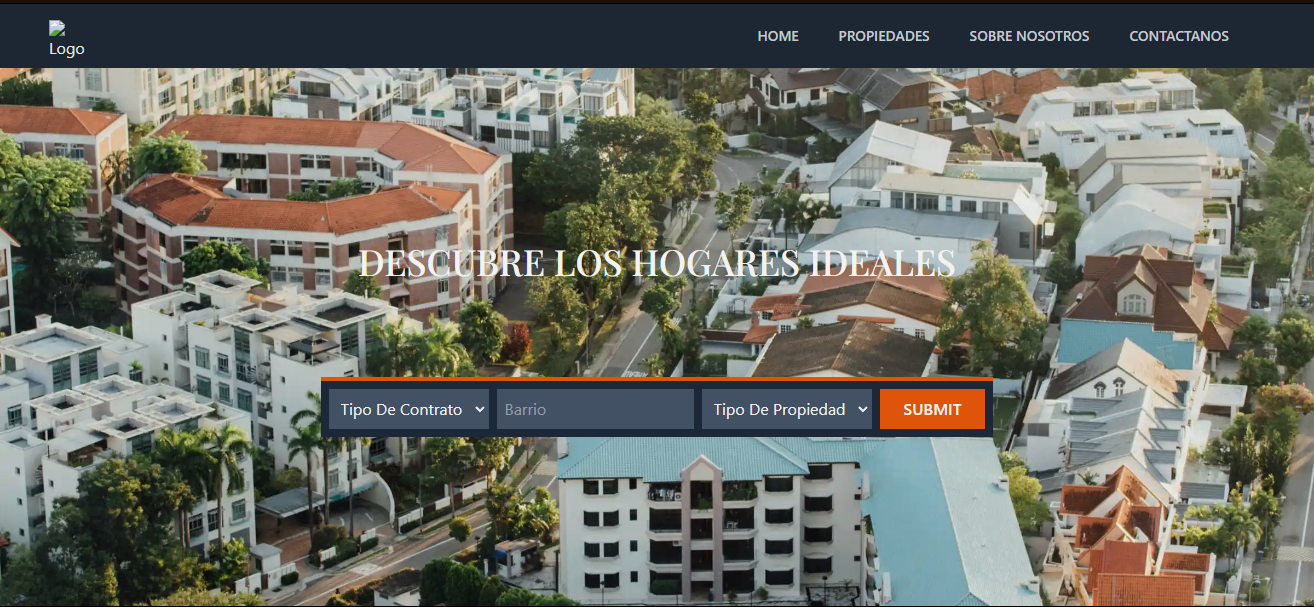 Logo
HOME PROPIEDADES SOBRE NOSOTROS CONTACTANOS
DESCUBRE LOS HOGARES IDEALES
Tipo De Contrato Barrio Tipo De Propiedad SUBMIT